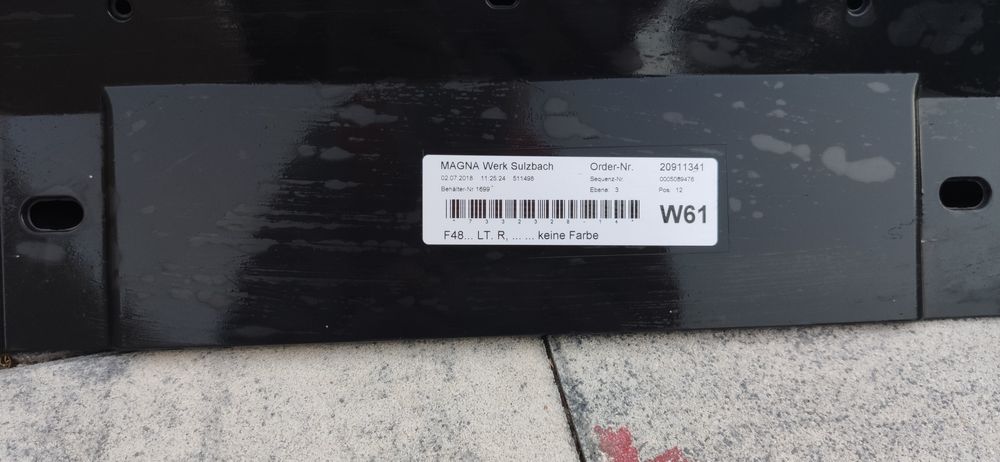 MAGNA Werk Sulzbach Order-Nr. 20911341
02.07.2018 11:25:24 511498 Sequenz-Nr. 0005089476
Behälter-Nr 1699 Ebene: 3 Pos: 12
W61
F48... LT. R, ... ... keine Farbe